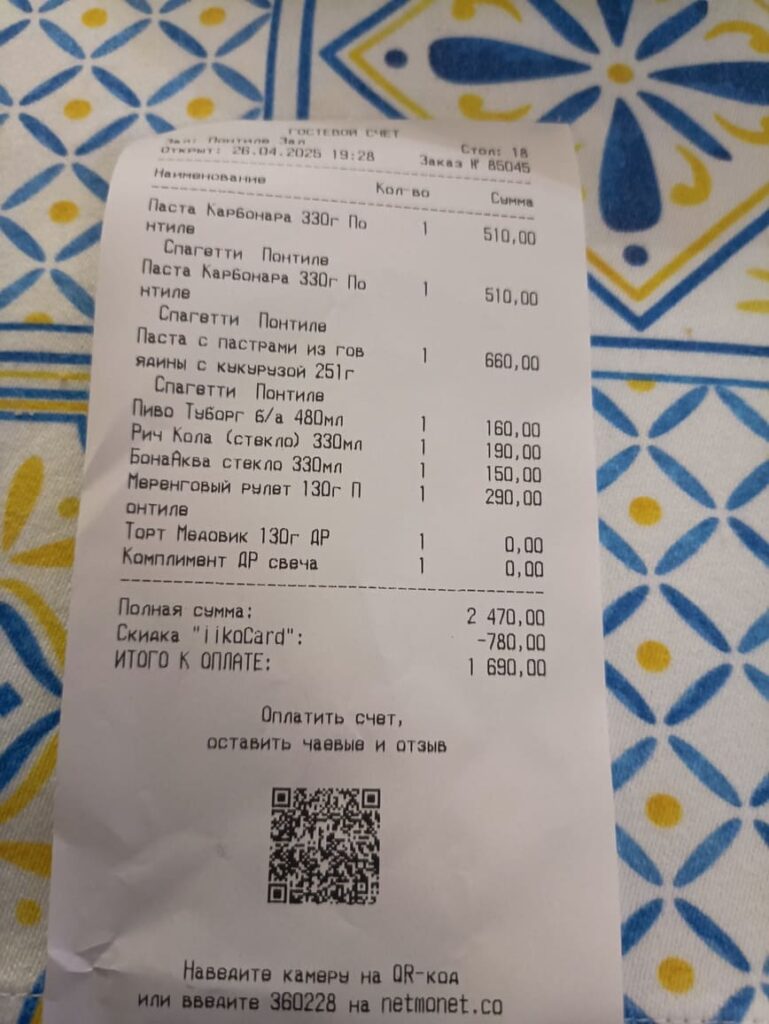 ГОСТЕВОЙ СЧЕТ
Зал: Понтиле Зал Стол: 18
Открыт: 26.04.2025 19:28 Заказ № 85045
Наименование Кол-во Сумма
Паста Карбонара 330г По 1 510,00
нтиле
Спагетти Понтиле
Паста Карбонара 330г По 1 510,00
нтиле
Спагетти Понтиле
Паста с пастрами из гов 1 660,00
ядины с кукурузой 251г
Спагетти Понтиле
Пиво Туборг б/а 480мл 1 160,00
Рич Кола (стекло) 330мл 1 190,00
БонаАква стекло 330мл 1 150,00
Меренговый рулет 130г П 1 290,00
онтиле
Торт Медовик 130г ДР 1 0,00
Комплимент ДР свеча 1 0,00
Полная сумма: 2 470,00
Скидка "iikoCard": -780,00
ИТОГО К ОПЛАТЕ: 1 690,00
Оплатить счет,
оставить чаевые и отзыв
Наведите камеру на QR-код
или введите 360228 на netmonet.co